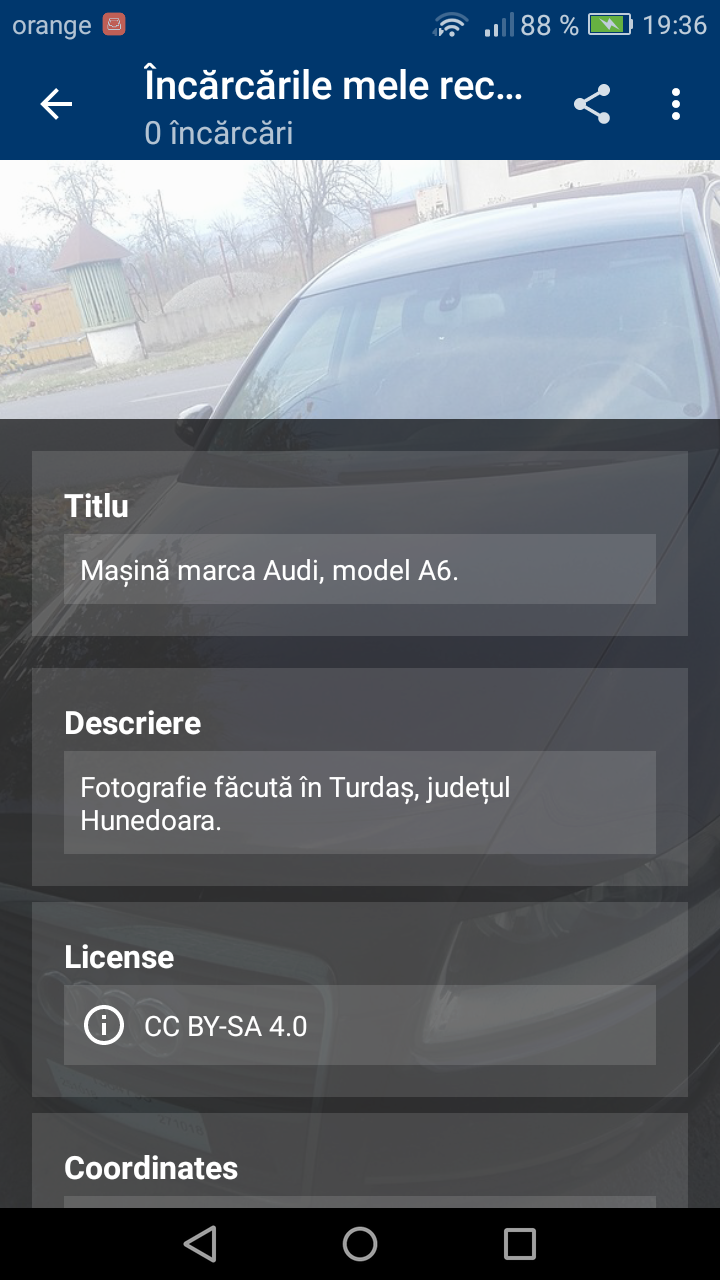 orange 88 % 19:36
Încărcările mele rec...
0 încărcări
Titlu
Mașină marca Audi, model A6.
Descriere
Fotografie făcută în Turdaș, județul
Hunedoara.
License
CC BY-SA 4.0
Coordinates